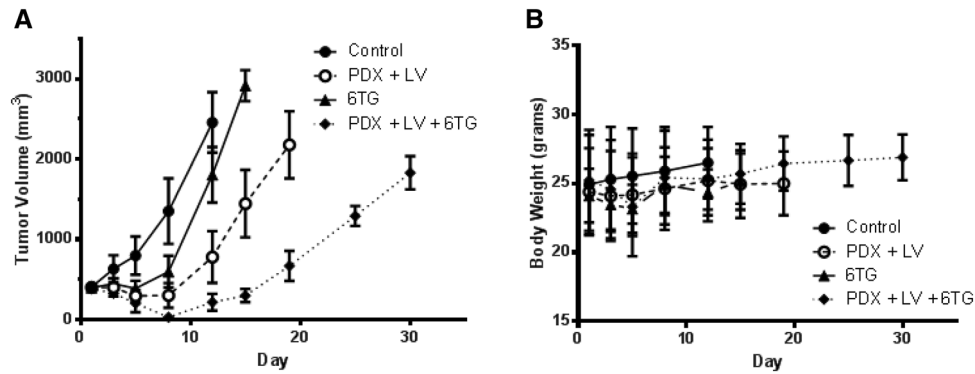 A
Tumor Volume (mm³)
3000
2000
1000
0
0
10
20
30
Day
Control
PDX + LV
6TG
PDX + LV + 6TG
B
Body Weight (grams)
35
30
25
20
15
0
10
20
30
Day
Control
PDX + LV
6TG
PDX + LV +6TG